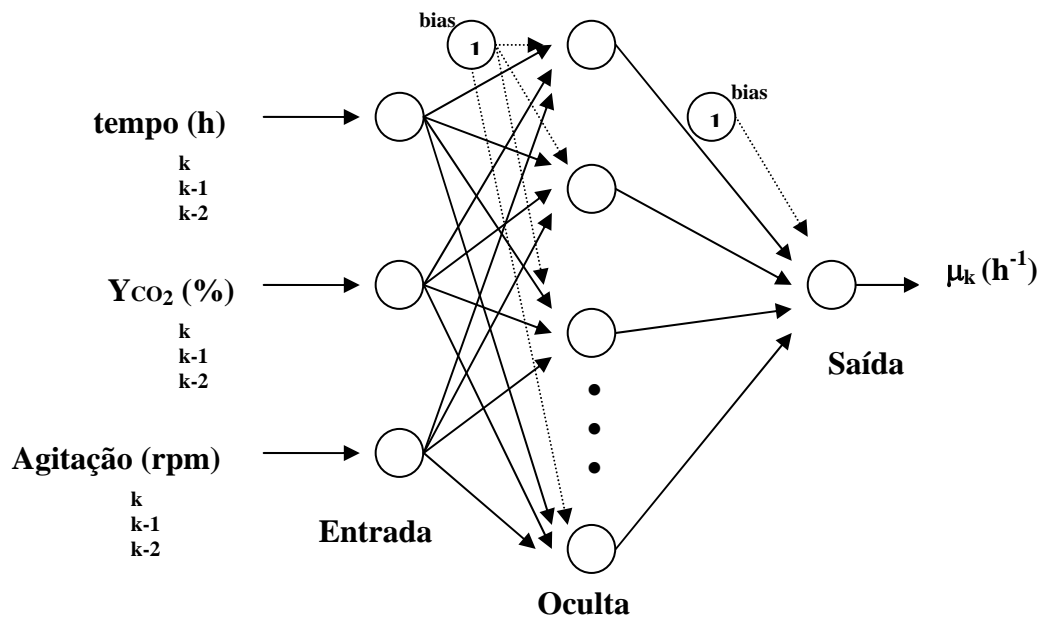 bias
1
bias
1
tempo (h)
k
k-1
k-2
YCO2 (%)
k
k-1
k-2
Agitação (rpm)
k
k-1
k-2
Entrada
Oculta
μk (h-1)
Saída